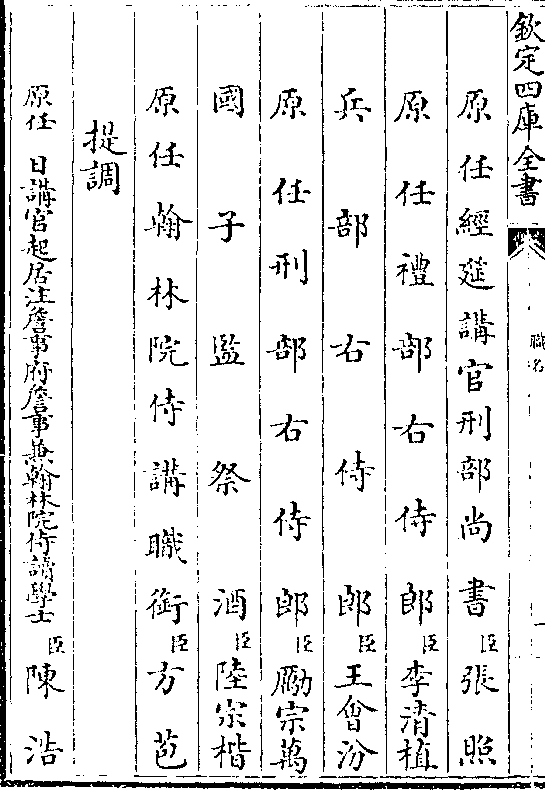 欽定四庫全書
職名
一
原任經筵講官刑部尚書臣張照
原任禮部右侍郎臣李清植
兵部右侍郎臣王會汾
原任刑部右侍郎臣勵宗萬
國子監祭酒臣陸宗楷
原任翰林院侍講職銜臣方苞
提調
原任 日講官起居注詹事府詹事兼翰林院侍讀學士臣陳浩